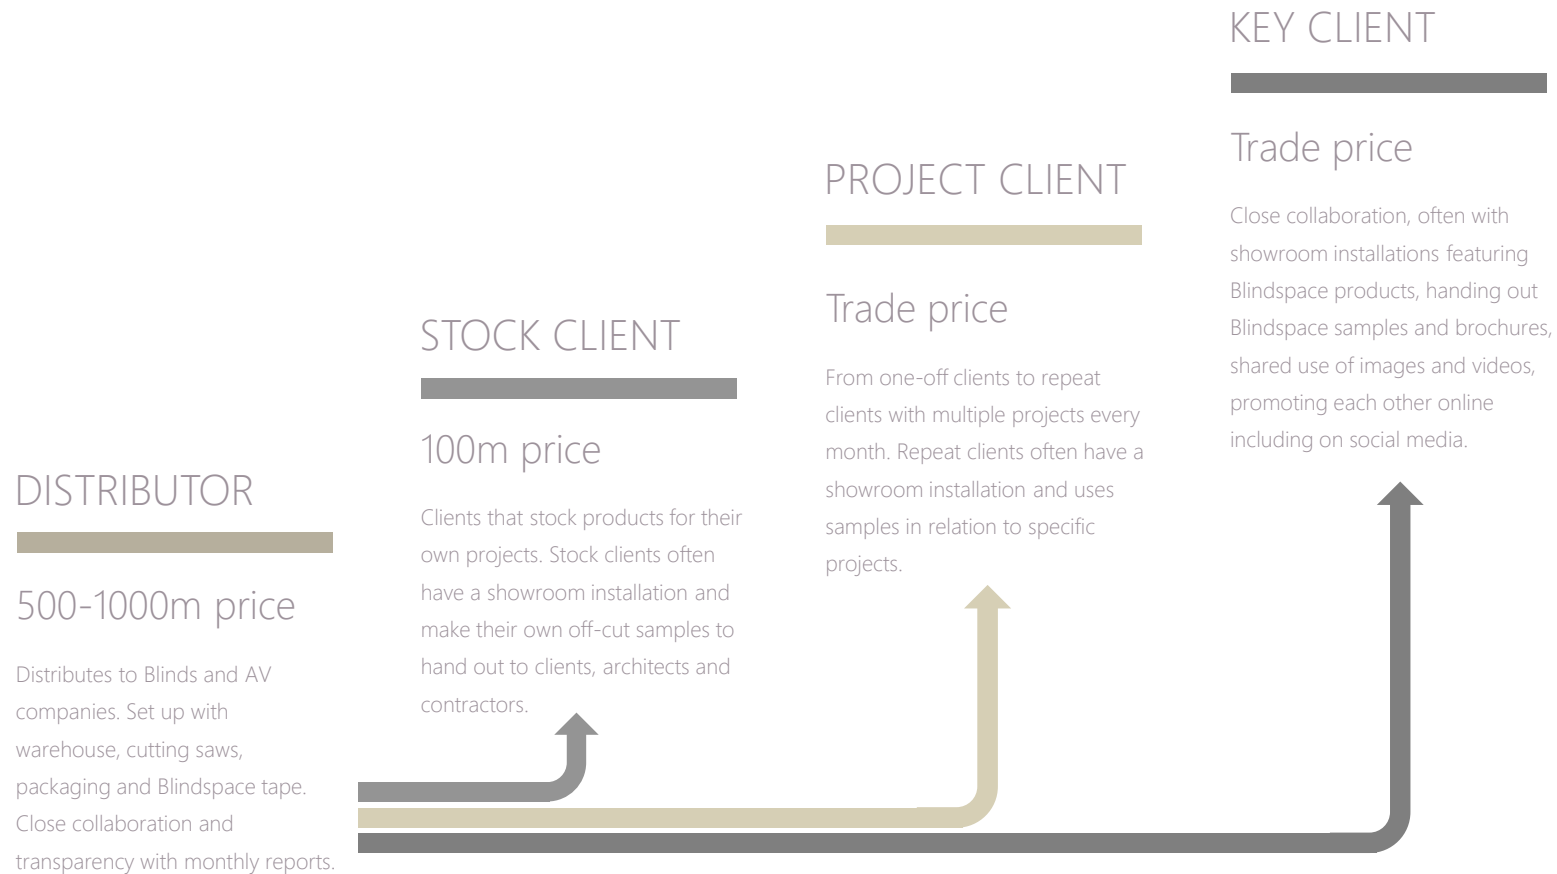 DISTRIBUTOR
500-1000m price
Distributes to Blinds and AV
companies. Set up with
warehouse, cutting saws,
packaging and Blindspace tape.
Close collaboration and
transparency with monthly reports.
STOCK CLIENT
100m price
Clients that stock products for their
own projects. Stock clients often
have a showroom installation and
make their own off-cut samples to
hand out to clients, architects and
contractors.
PROJECT CLIENT
Trade price
From one-off clients to repeat
clients with multiple projects every
month. Repeat clients often have a
showroom installation and uses
samples in relation to specific
projects.
KEY CLIENT
Trade price
Close collaboration, often with
showroom installations featuring
Blindspace products, handing out
Blindspace samples and brochures,
shared use of images and videos,
promoting each other online
including on social media.